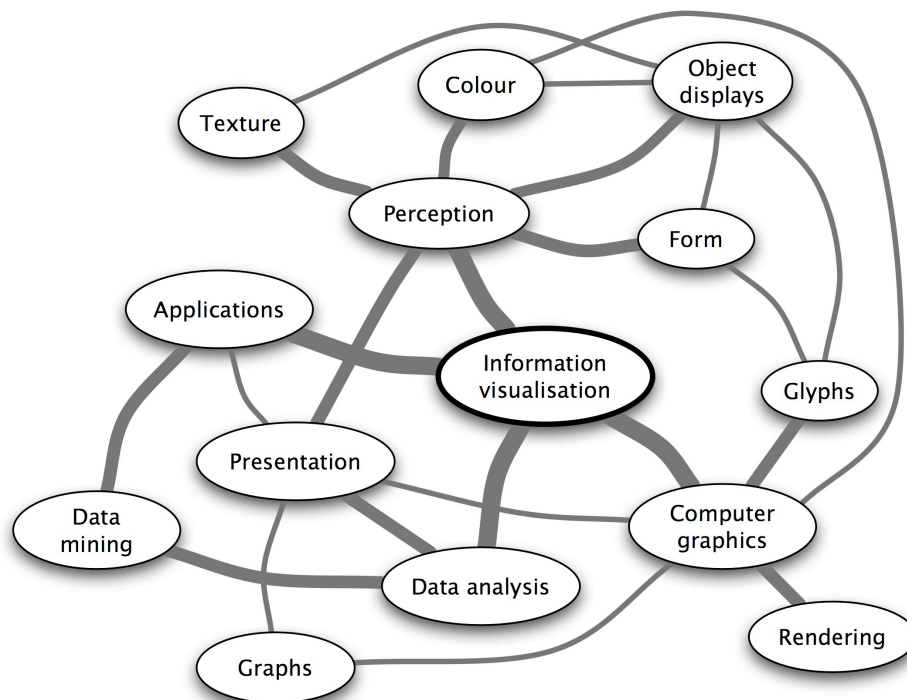 Object
displays
Colour
Texture
Perception
Form
Applications
Information
visualisation
Glyphs
Presentation
Data
mining
Computer
graphics
Data analysis
Rendering
Graphs